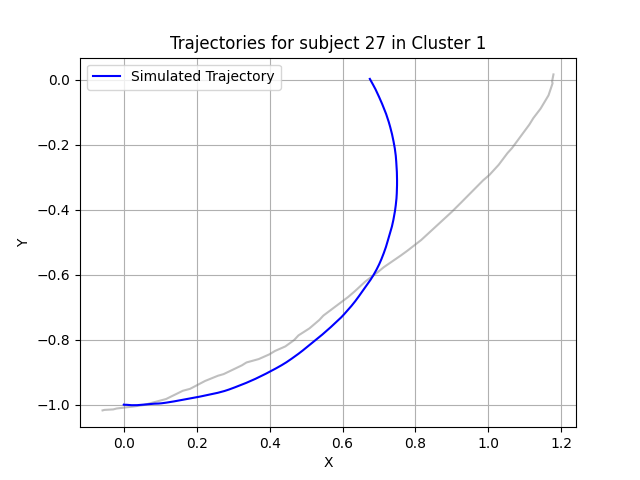 Trajectories for subject 27 in Cluster 1
Simulated Trajectory
0.0
−0.2
−0.4
−0.6
−0.8
−1.0
Y
0.0 0.2 0.4 0.6 0.8 1.0 1.2
X